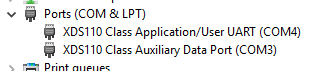 Ports (COM & LPT)
XDS110 Class Application/User UART (COM4)
XDS110 Class Auxiliary Data Port (COM3)
Print queues